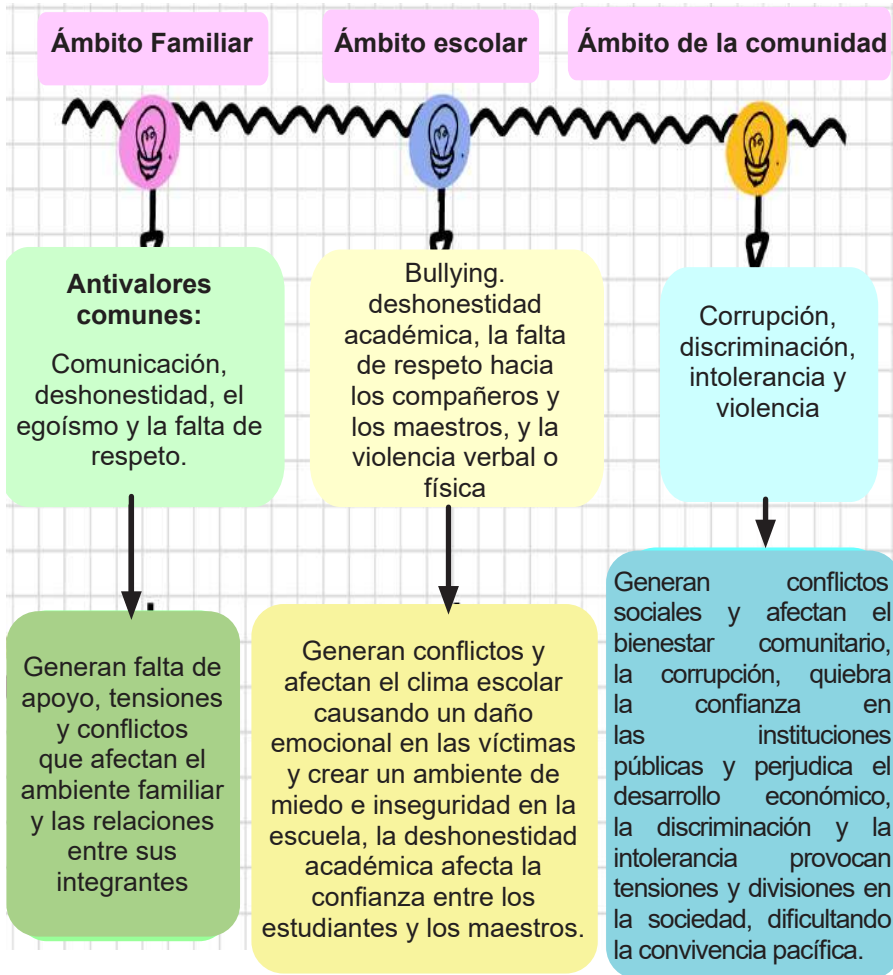 Ámbito Familiar
Ámbito escolar
Ámbito de la comunidad
Antivalores
comunes:
Comunicación,
deshonestidad, el
egoísmo y la falta de
respeto.
Bullying.
deshonestidad
académica, la falta
de respeto hacia
los compañeros y
los maestros, y la
violencia verbal o
física
Corrupción,
discriminación,
intolerancia y
violencia
Generan falta de
apoyo, tensiones
y conflictos
que afectan el
ambiente familiar
y las relaciones
entre sus
integrantes
Generan conflictos y
afectan el clima escolar
causando un daño
emocional en las víctimas
y crear un ambiente de
miedo e inseguridad en la
escuela, la deshonestidad
académica afecta la
confianza entre los
estudiantes y los maestros.
Generan conflictos
sociales y afectan el
bienestar comunitario,
la corrupción, quiebra
la confianza en
las instituciones
públicas y perjudica el
desarrollo económico,
la discriminación y la
intolerancia provocan
tensiones y divisiones en
la sociedad, dificultando
la convivencia pacífica.